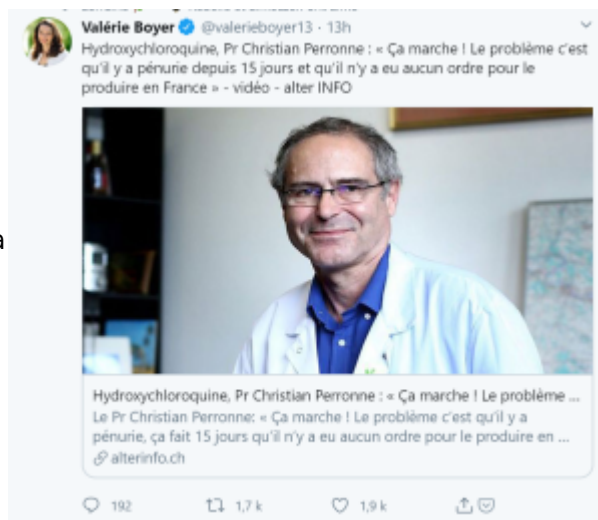 Valérie Boyer @valerieboyer13 · 13h
Hydroxychloroquine, Pr Christian Perronne : « Ça marche ! Le problème c'est
qu'il y a pénurie depuis 15 jours et qu'il n'y a eu aucun ordre pour le
produire en France » - vidéo - alter INFO
a
Hydroxychloroquine, Pr Christian Perronne : « Ça marche ! Le problème ...
Le Pr Christian Perronne: « Ça marche ! Le problème c'est qu'il y a
pénurie, ça fait 15 jours qu'il n'y a eu aucun ordre pour le produire en ...
alterinfo.ch
192 1,7 k 1,9 k